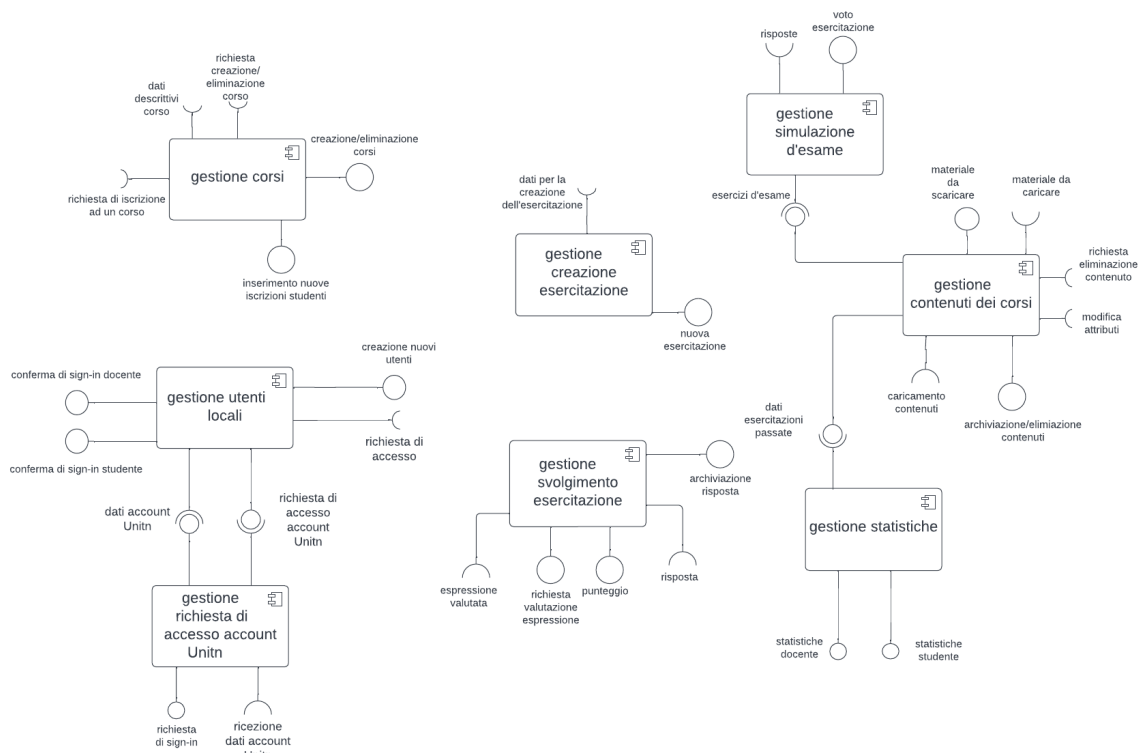 risposte
voto
esercitazione
gestione
simulazione
d'esame
esercizi d'esame
richiesta
creazione/
eliminazione
corso
dati
descrittivi
corso
creazione/eliminazione
corsi
gestione corsi
richiesta di iscrizione
ad un corso
inserimento nuove
iscrizioni studenti
dati per la
creazione
dell'esercitazione
gestione
creazione
esercitazione
nuova
esercitazione
materiale
da
scaricare
materiale da
caricare
richiesta
eliminazione
contenuto
gestione
contenuti dei corsi
modifica
attributi
caricamento
contenuti
archiviazione/elimiazione
contenuti
creazione nuovi
utenti
conferma di sign-in docente
gestione utenti
locali
richiesta di
accesso
conferma di sign-in studente
dati account
Unitn
richiesta di
accesso
account
Unitn
gestione
richiesta di
accesso account
Unitn
richiesta
di sign-in
ricezione
dati account
Unitn
gestione
svolgimento
esercitazione
archiviazione
risposta
espressione
valutata
richiesta
valutazione
espressione
punteggio
risposta
dati
esercitazioni
passate
gestione statistiche
statistiche
docente
statistiche
studente